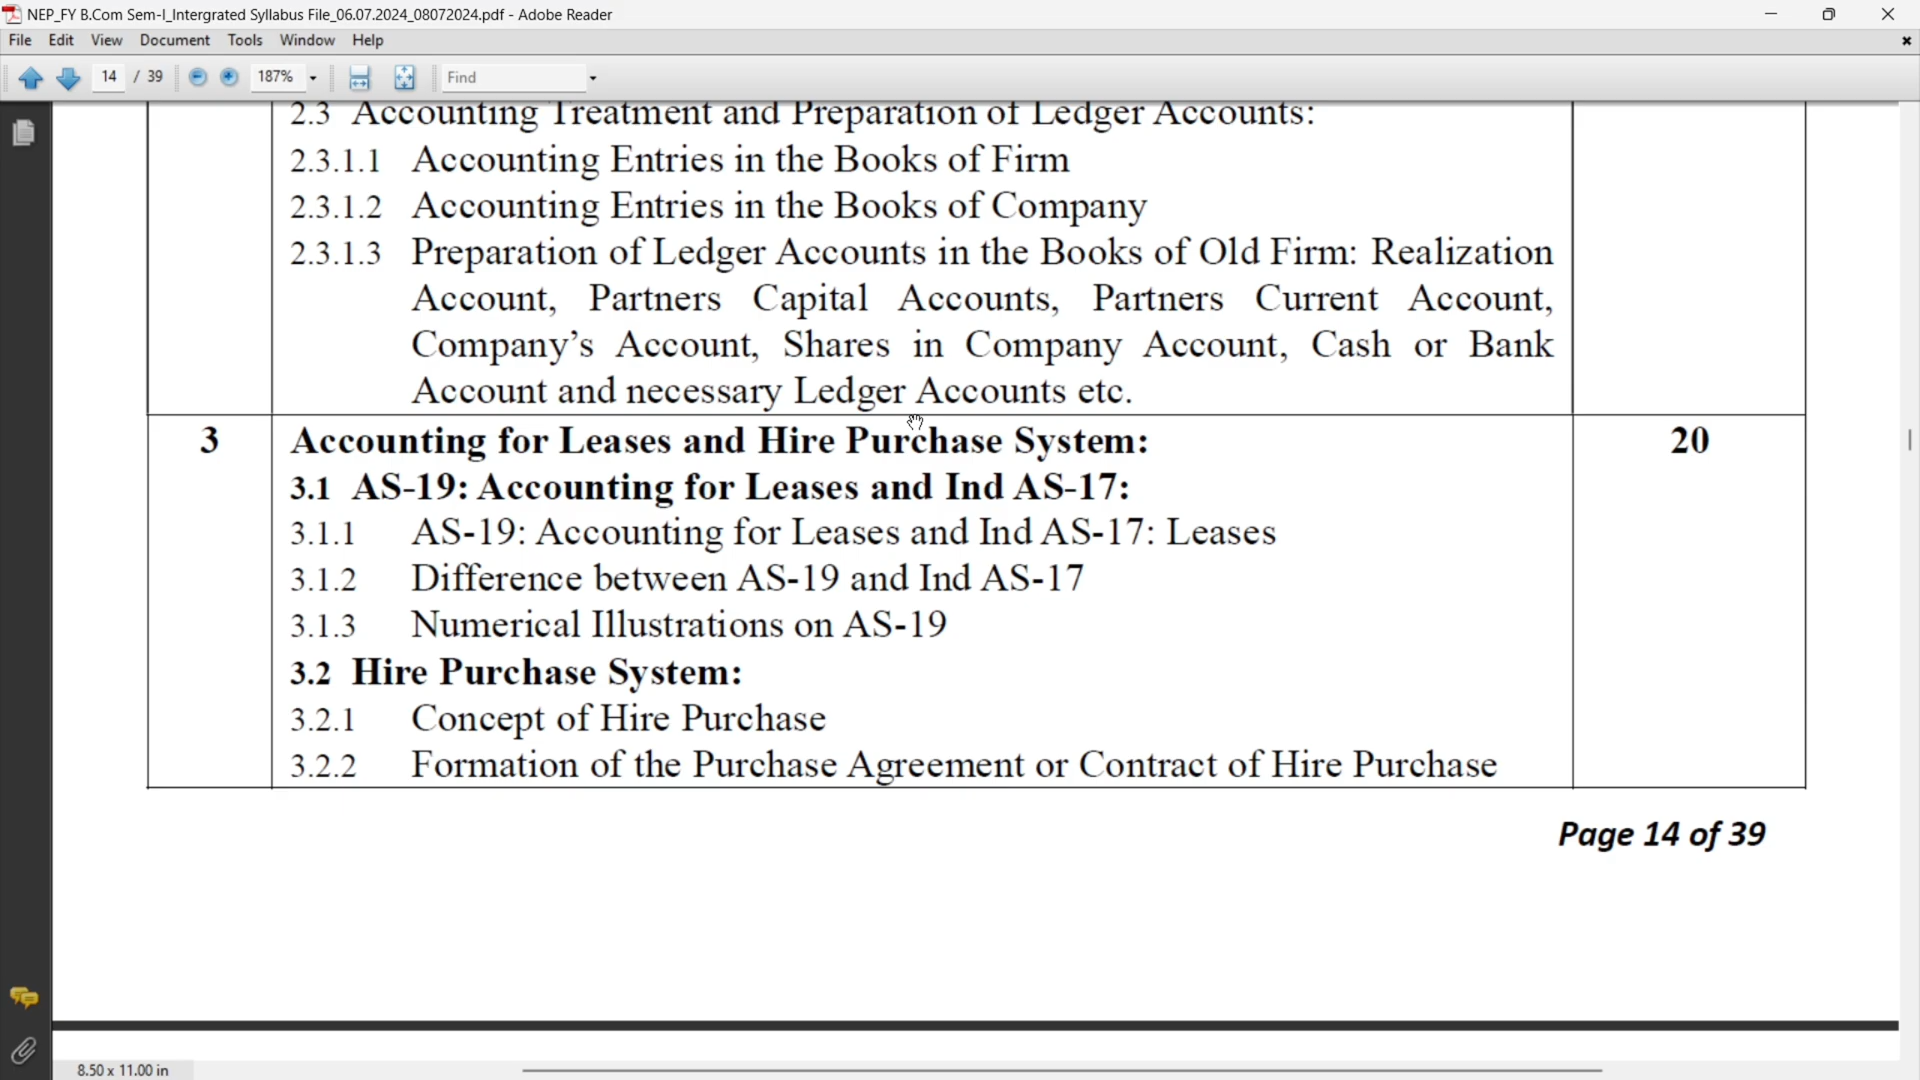 NEP_FY B.Com Sem-I_Intergrated Syllabus File_06.07.2024_08072024.pdf - Adobe Reader
File Edit View Document Tools Window Help
14 / 39 187% Find
2.3 Accounting Treatment and Preparation of Ledger Accounts:
2.3.1.1 Accounting Entries in the Books of Firm
2.3.1.2 Accounting Entries in the Books of Company
2.3.1.3 Preparation of Ledger Accounts in the Books of Old Firm: Realization
Account, Partners Capital Accounts, Partners Current Account,
Company’s Account, Shares in Company Account, Cash or Bank
Account and necessary Ledger Accounts etc.
3 Accounting for Leases and Hire Purchase System: 20
3.1 AS-19: Accounting for Leases and Ind AS-17:
3.1.1 AS-19: Accounting for Leases and Ind AS-17: Leases
3.1.2 Difference between AS-19 and Ind AS-17
3.1.3 Numerical Illustrations on AS-19
3.2 Hire Purchase System:
3.2.1 Concept of Hire Purchase
3.2.2 Formation of the Purchase Agreement or Contract of Hire Purchase
Page 14 of 39
8.50 x 11.00 in